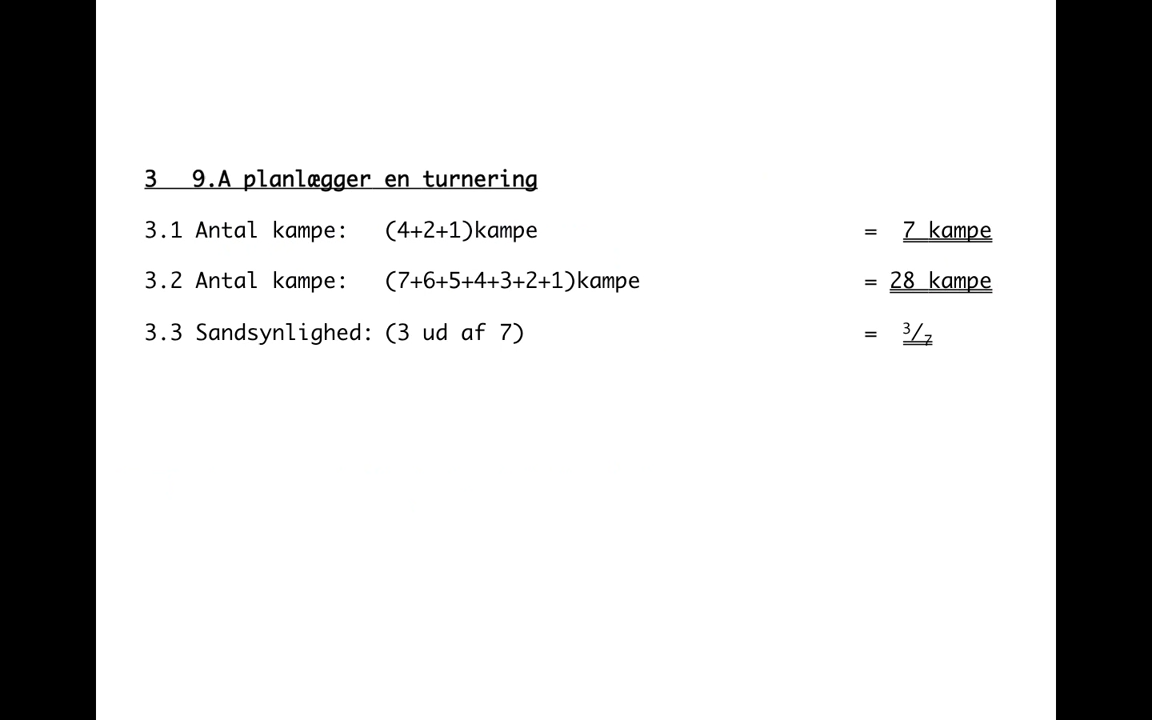 3 9.A planlægger en turnering
3.1 Antal kampe: (4+2+1)kampe = 7 kampe
3.2 Antal kampe: (7+6+5+4+3+2+1)kampe = 28 kampe
3.3 Sandsynlighed: (3 ud af 7) = 3/7